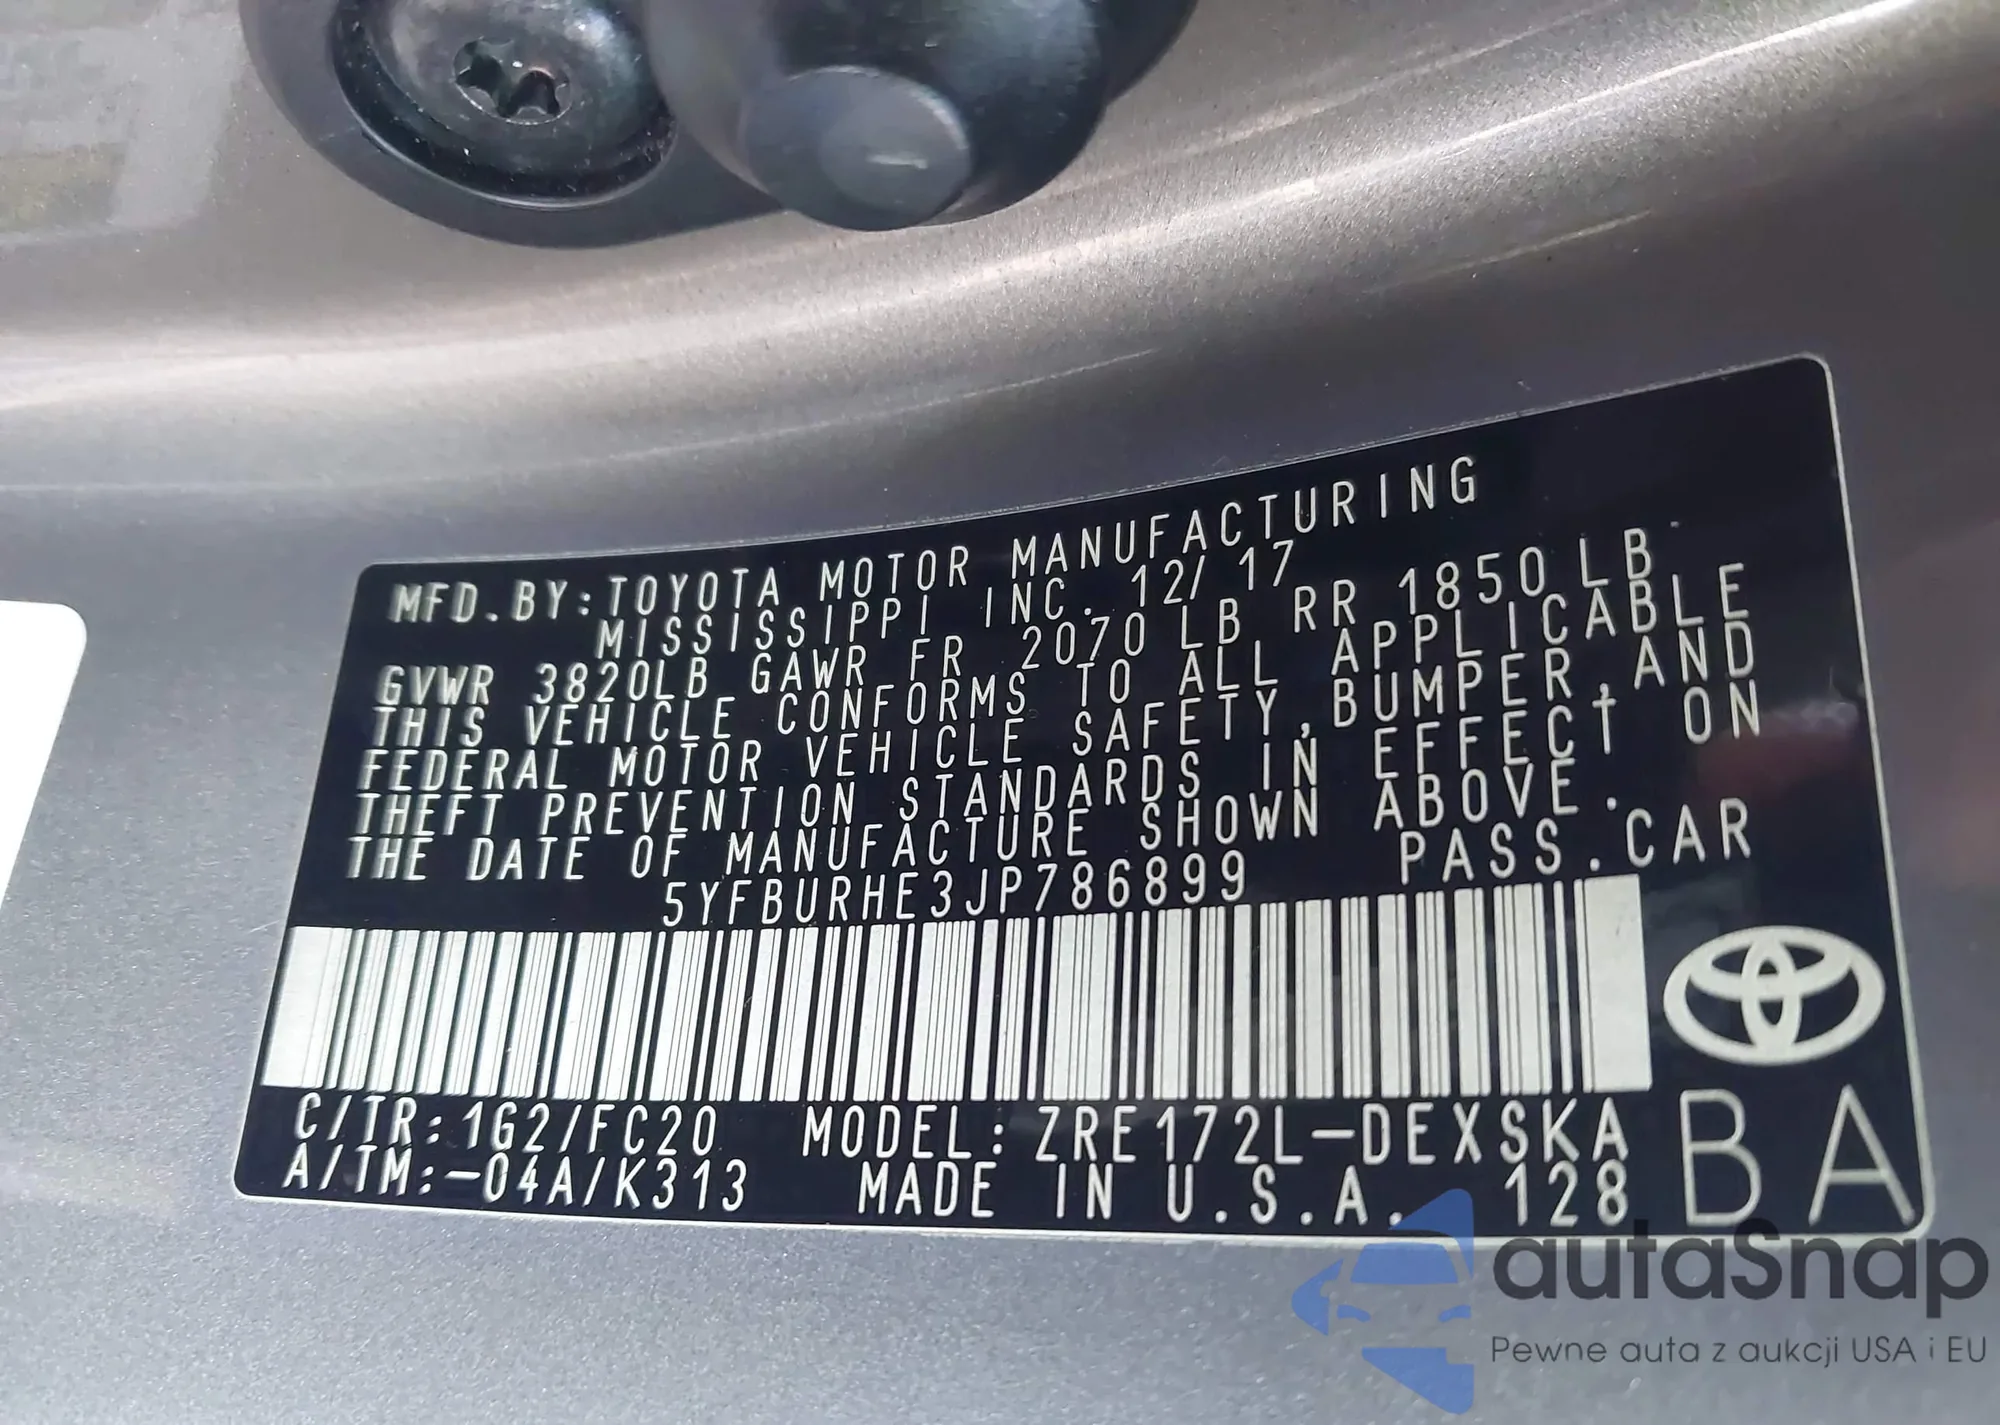 MFD.BY:TOYOTA MOTOR MANUFACTURING
MISSISSIPPI INC. 12/17
GVWR 3820LB GAWR FR 2070LB RR 1850LB
THIS VEHICLE CONFORMS TO ALL APPLICABLE
FEDERAL MOTOR VEHICLE SAFETY,BUMPER,AND
THEFT PREVENTION STANDARDS IN EFFECT ON
THE DATE OF MANUFACTURE SHOWN ABOVE.
5YFBURHE3JP786899 PASS.CAR
C/TR:1G2/FC20 MODEL:ZRE172L-DEXSKA
A/TM:-04A/K313 MADE IN U.S.A. 128
BA
autaSnap
Pewne auta z aukcji USA i EU